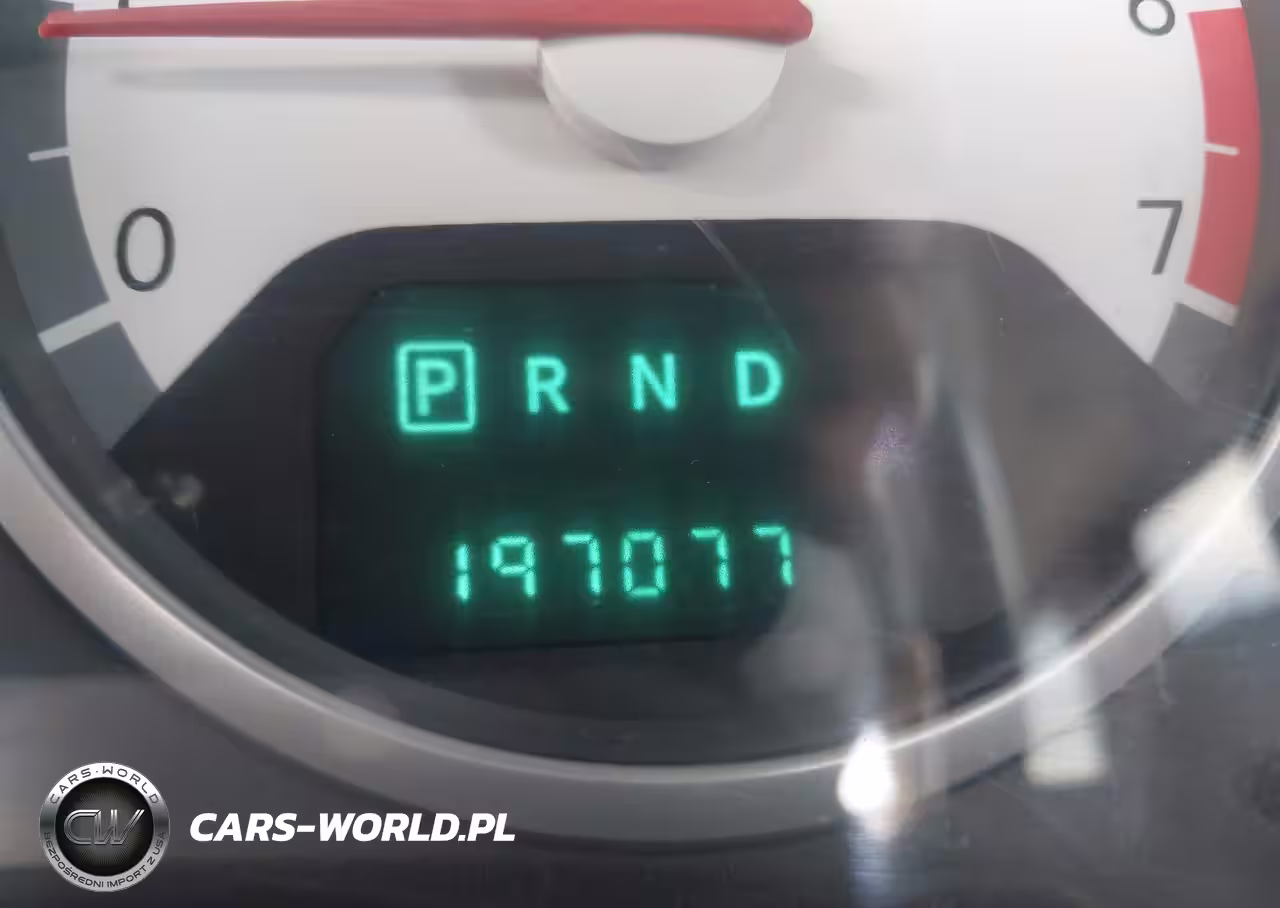 6
0
7
P R N D
197077
CARS-WORLD
CW
BEZPOŚREDNI IMPORT Z USA
CARS-WORLD.PL